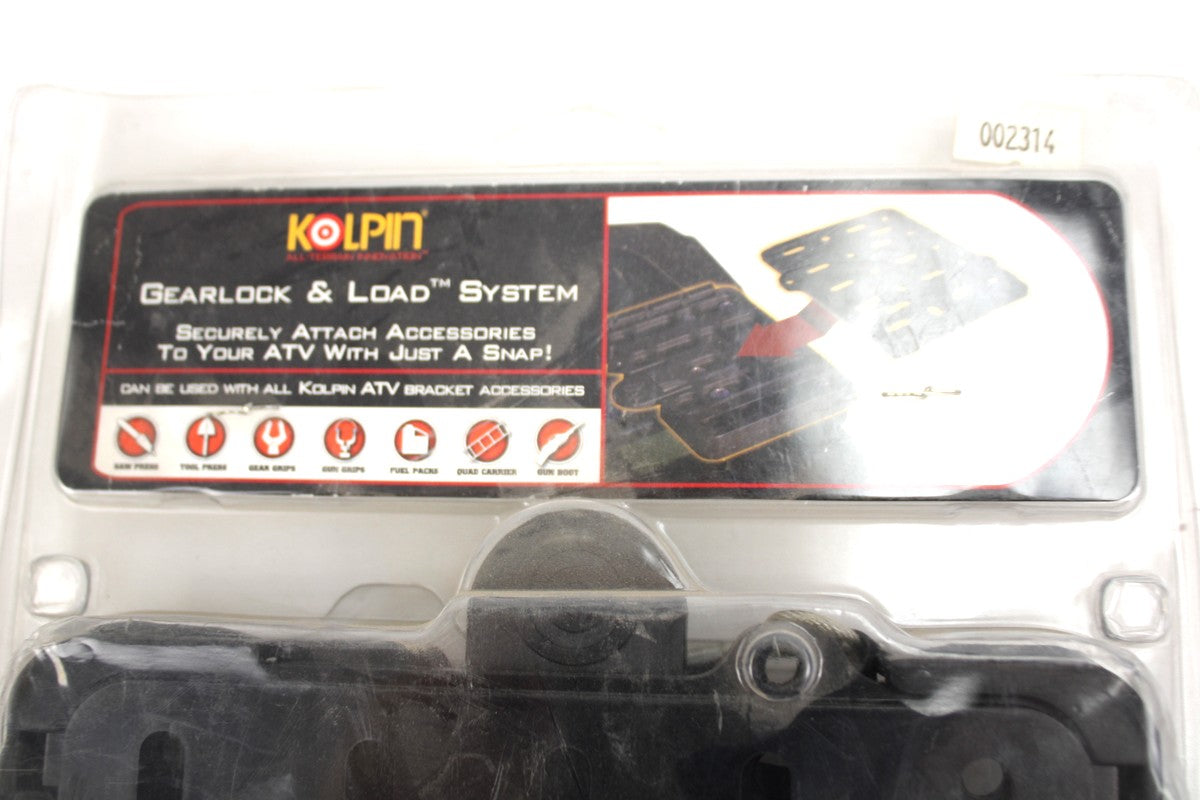 002314
KOLPIN®
ALL TERRAIN INNOVATION™
GEARLOCK & LOAD™ SYSTEM
SECURELY ATTACH ACCESSORIES
TO YOUR ATV WITH JUST A SNAP!
CAN BE USED WITH ALL KOLPIN ATV BRACKET ACCESSORIES
SAW PRESS TOOL PRESS GEAR GRIPS GUN GRIPS FUEL PACKS QUAD CARRIER GUN BOOT